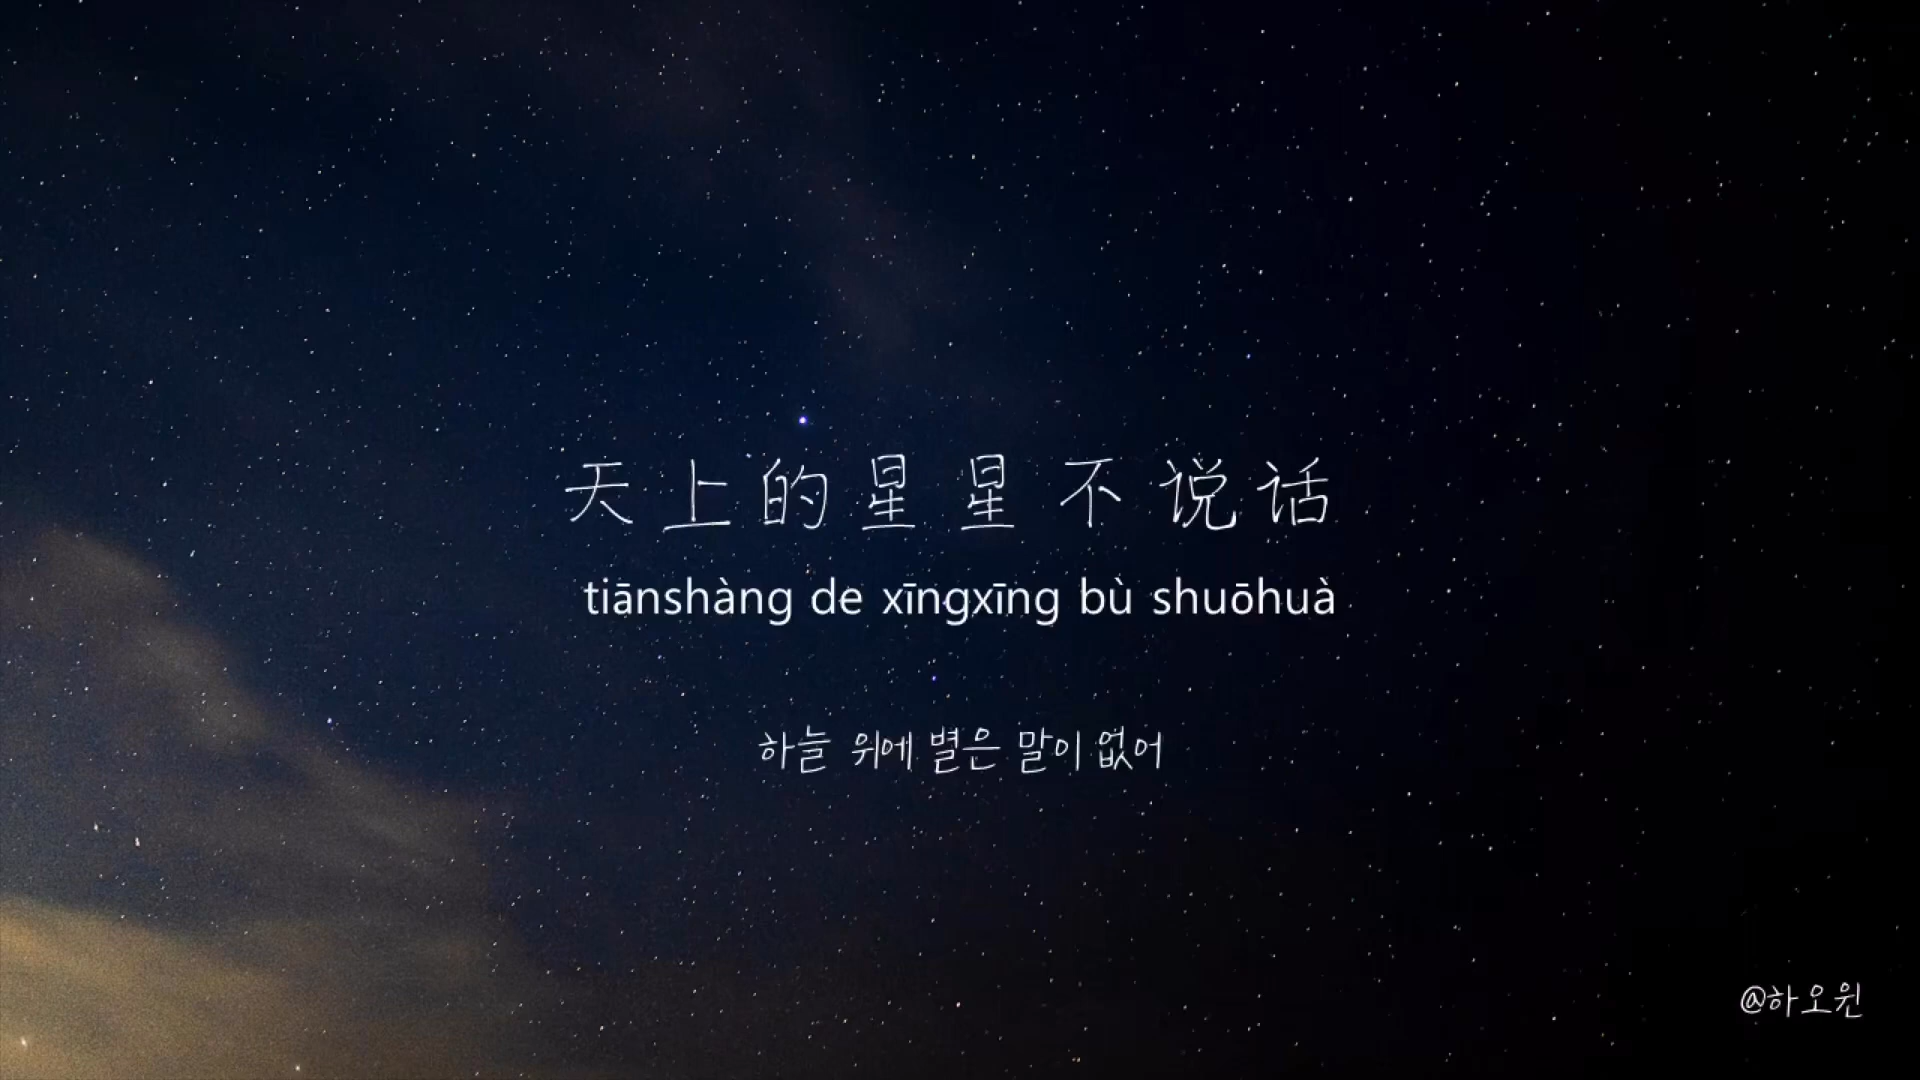 天上的星星不说话
tiānshàng de xīngxīng bù shuōhuà
하늘 위에 별은 말이 없어
@하오원